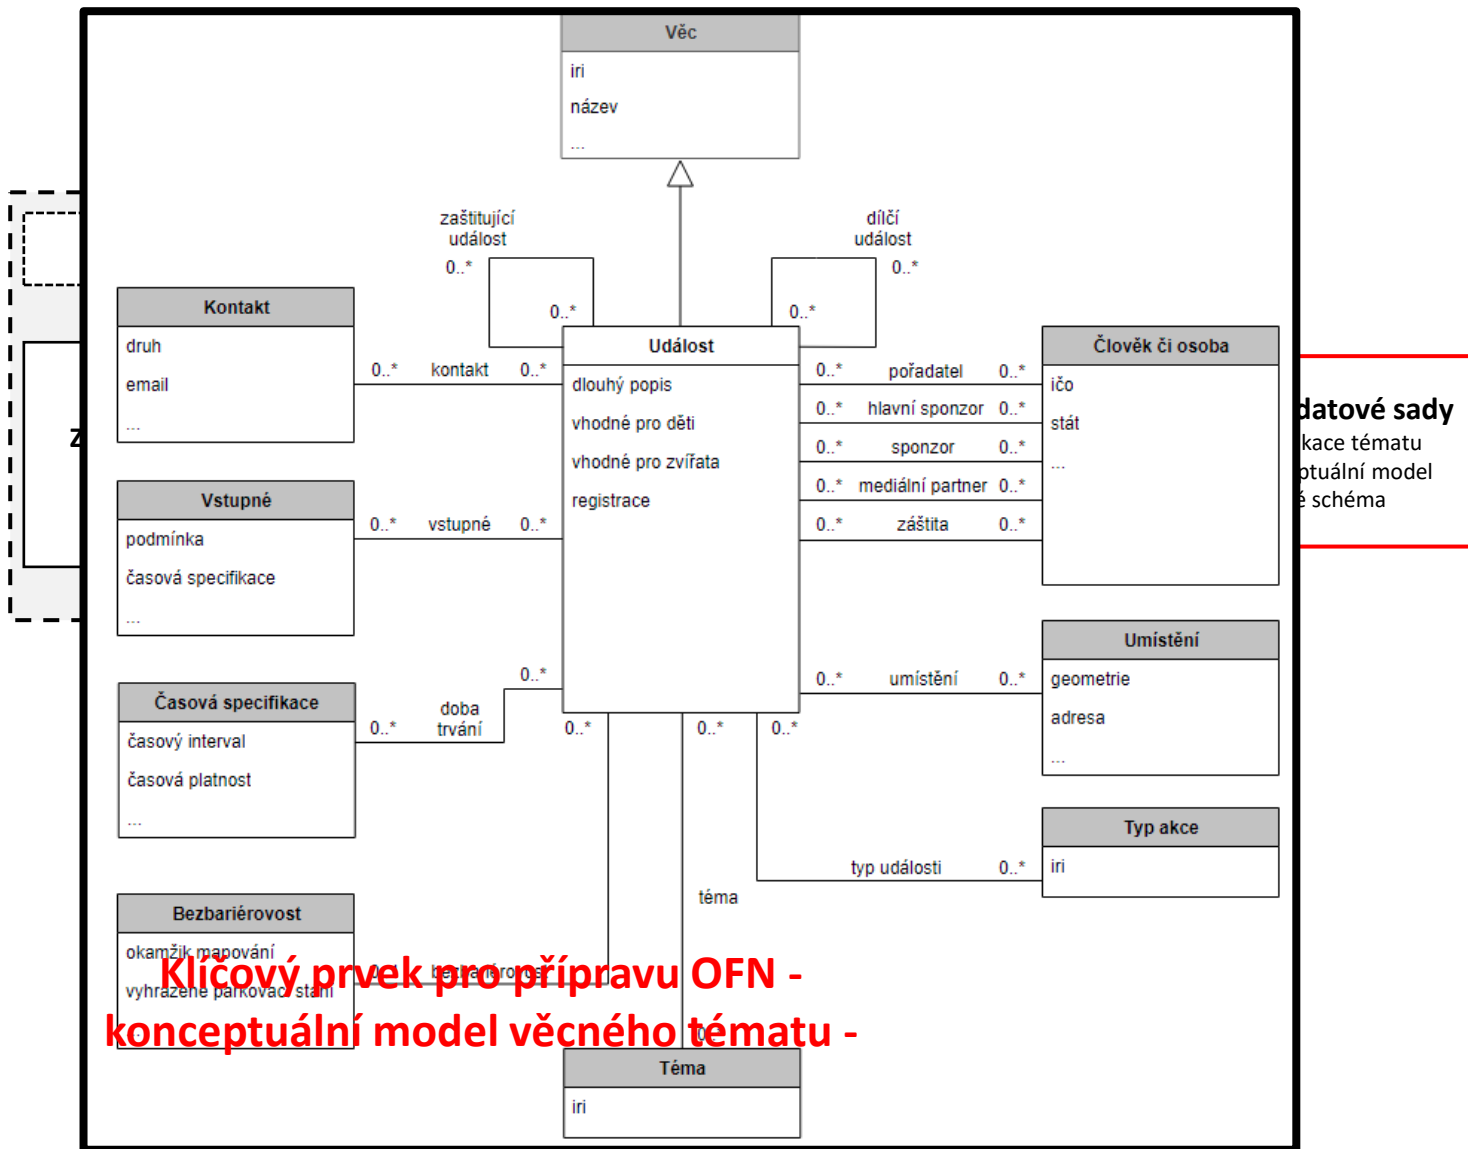 Věc
iri
název
...
zaštitující
událost
0..*
0..*
dílčí
událost
0..*
0..*
Kontakt
druh
email
...
0..* kontakt 0..*
Událost
dlouhý popis
vhodné pro děti
vhodné pro zvířata
registrace
Člověk či osoba
ičo
stát
...
0..* pořadatel 0..*
0..* hlavní sponzor 0..*
0..* sponzor 0..*
0..* mediální partner 0..*
0..* záštita 0..*
datové sady
kace tématu
ptuální model
schéma
Vstupné
podmínka
časová specifikace
...
0..* vstupné 0..*
Časová specifikace
časový interval
časová platnost
...
0..*
doba
trvání
0..*
0..*
0..*
0..*
Umístění
geometrie
adresa
...
0..* umístění 0..*
Typ akce
iri
typ události 0..*
téma
Bezbariérovost
okamžik mapování
vyhrazené parkovací stání
bezbariérovost
Klíčový prvek pro přípravu OFN -
konceptuální model věcného tématu -
Téma
iri